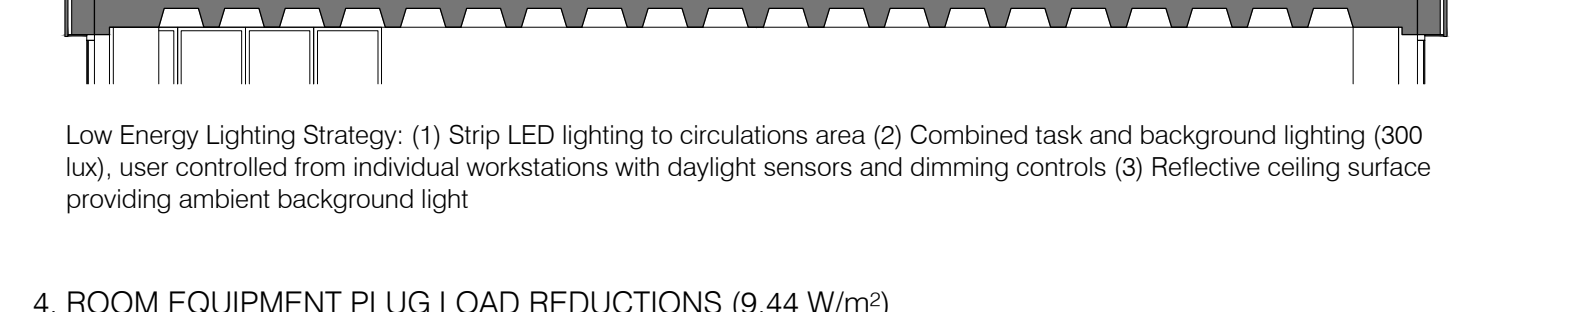 Low Energy Lighting Strategy: (1) Strip LED lighting to circulations area (2) Combined task and background lighting (300
lux), user controlled from individual workstations with daylight sensors and dimming controls (3) Reflective ceiling surface
providing ambient background light
4. ROOM EQUIPMENT PLUG LOAD REDUCTIONS (9.44 W/m²)